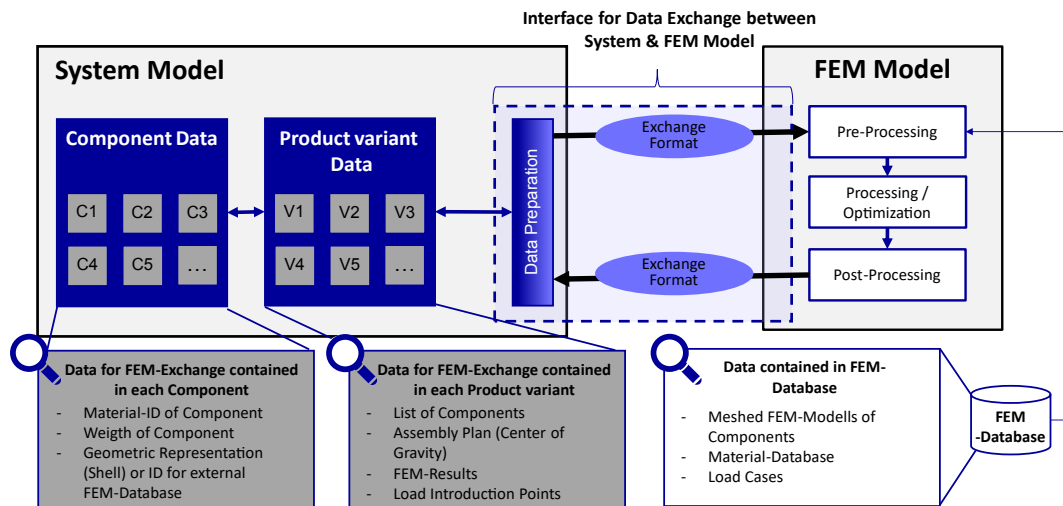 Interface for Data Exchange between
System & FEM Model
System Model
FEM Model
Component Data
Product variant
Data
C1 C2 C3
C4 C5 ...
V1 V2 V3
V4 V5 ...
Data Preparation
Exchange
Format
Exchange
Format
Pre-Processing
Processing /
Optimization
Post-Processing
Data for FEM-Exchange contained
in each Component
- Material-ID of Component
- Weigth of Component
- Geometric Representation
(Shell) or ID for external
FEM-Database
Data for FEM-Exchange contained
in each Product variant
- List of Components
- Assembly Plan (Center of
Gravity)
- FEM-Results
- Load Introduction Points
Data contained in FEM-
Database
- Meshed FEM-Modells of
Components
- Material-Database
- Load Cases
FEM
-Database